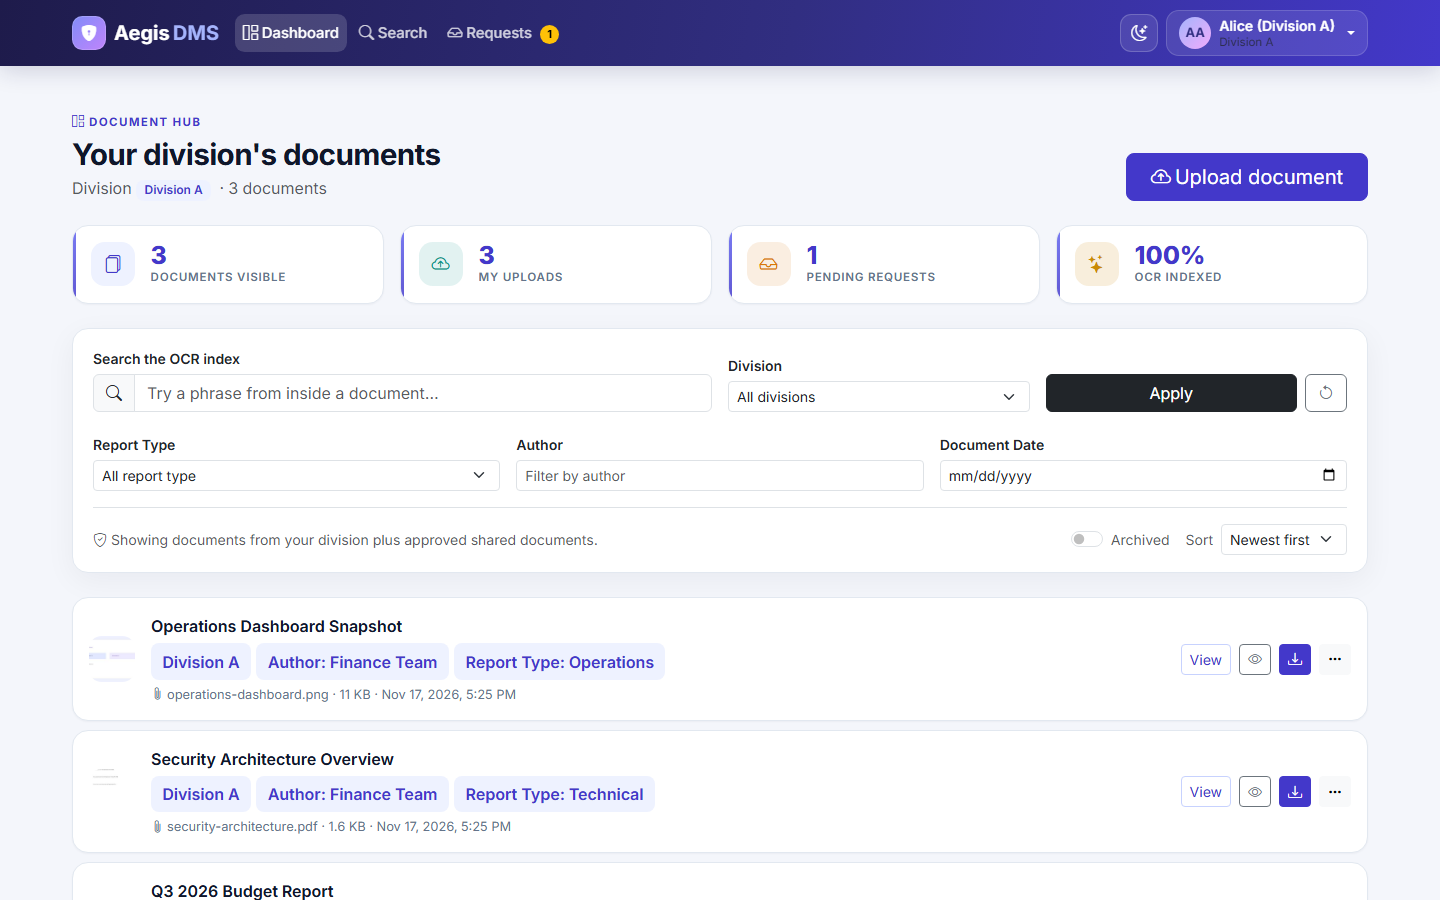 Aegis DMS
Dashboard
Search
Requests 1
AA
Alice (Division A)
Division A
DOCUMENT HUB
Your division's documents
Division Division A · 3 documents
Upload document
3
DOCUMENTS VISIBLE
3
MY UPLOADS
1
PENDING REQUESTS
100%
OCR INDEXED
Search the OCR index
Try a phrase from inside a document...
Division
All divisions
Apply
Report Type
All report type
Author
Filter by author
Document Date
mm/dd/yyyy
Showing documents from your division plus approved shared documents.
Archived
Sort
Newest first
Operations Dashboard Snapshot
Division A
Author: Finance Team
Report Type: Operations
operations-dashboard.png · 11 KB · Nov 17, 2026, 5:25 PM
View
Security Architecture Overview
Division A
Author: Finance Team
Report Type: Technical
security-architecture.pdf · 1.6 KB · Nov 17, 2026, 5:25 PM
View
Q3 2026 Budget Report